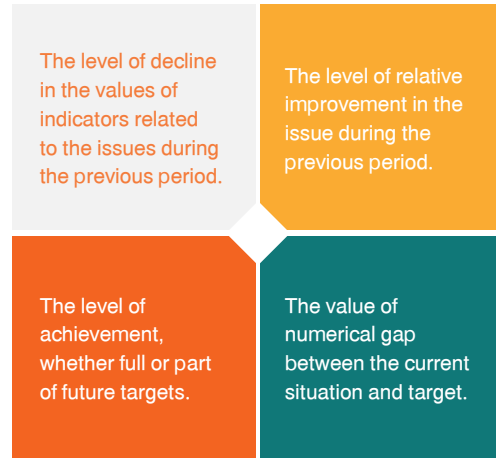 The level of decline
in the values of
indicators related
to the issues during
the previous period.
The level of relative
improvement in the
issue during the
previous period.
The level of
achievement,
whether full or part
of future targets.
The value of
numerical gap
between the current
situation and target.